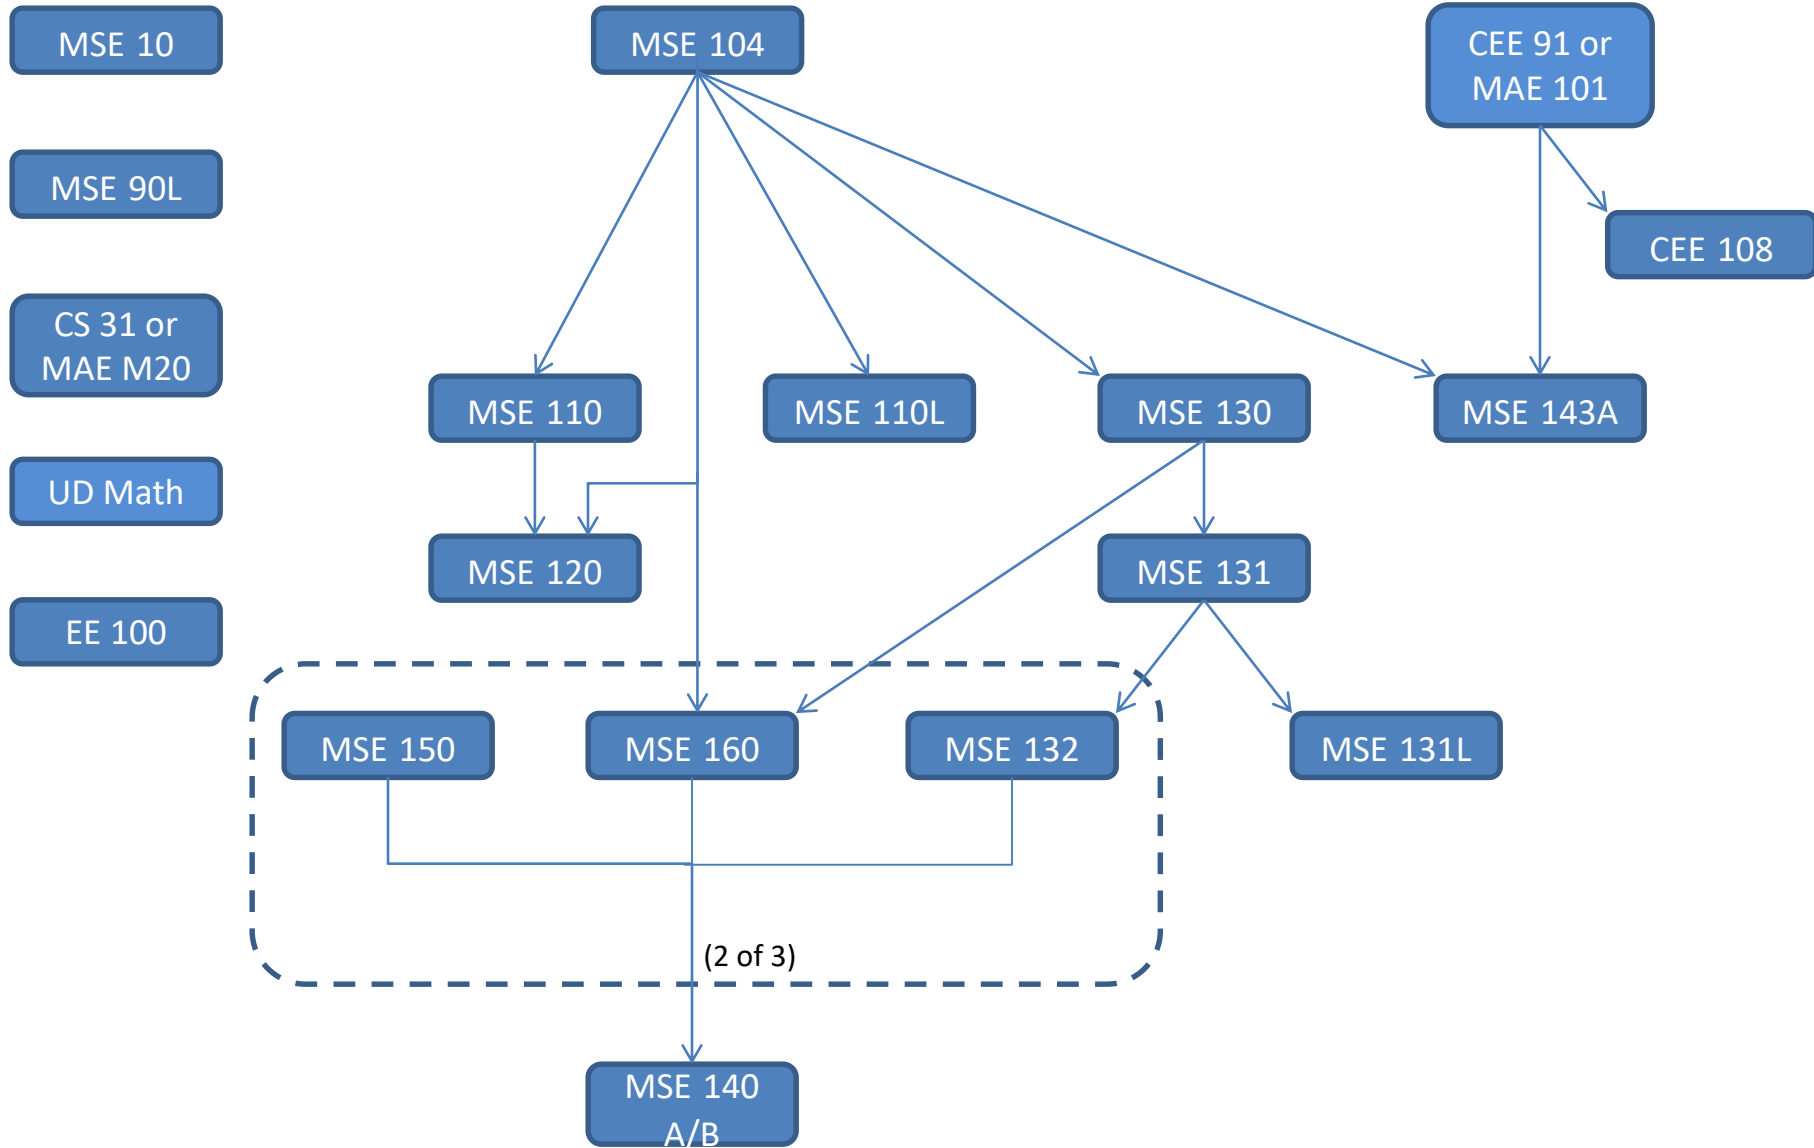 MSE 10
MSE 104
CEE 91 or
MAE 101
MSE 90L
CEE 108
CS 31 or
MAE M20
MSE 110
MSE 110L
MSE 130
MSE 143A
UD Math
MSE 120
MSE 131
EE 100
MSE 150
MSE 160
MSE 132
MSE 131L
(2 of 3)
MSE 140
A/B